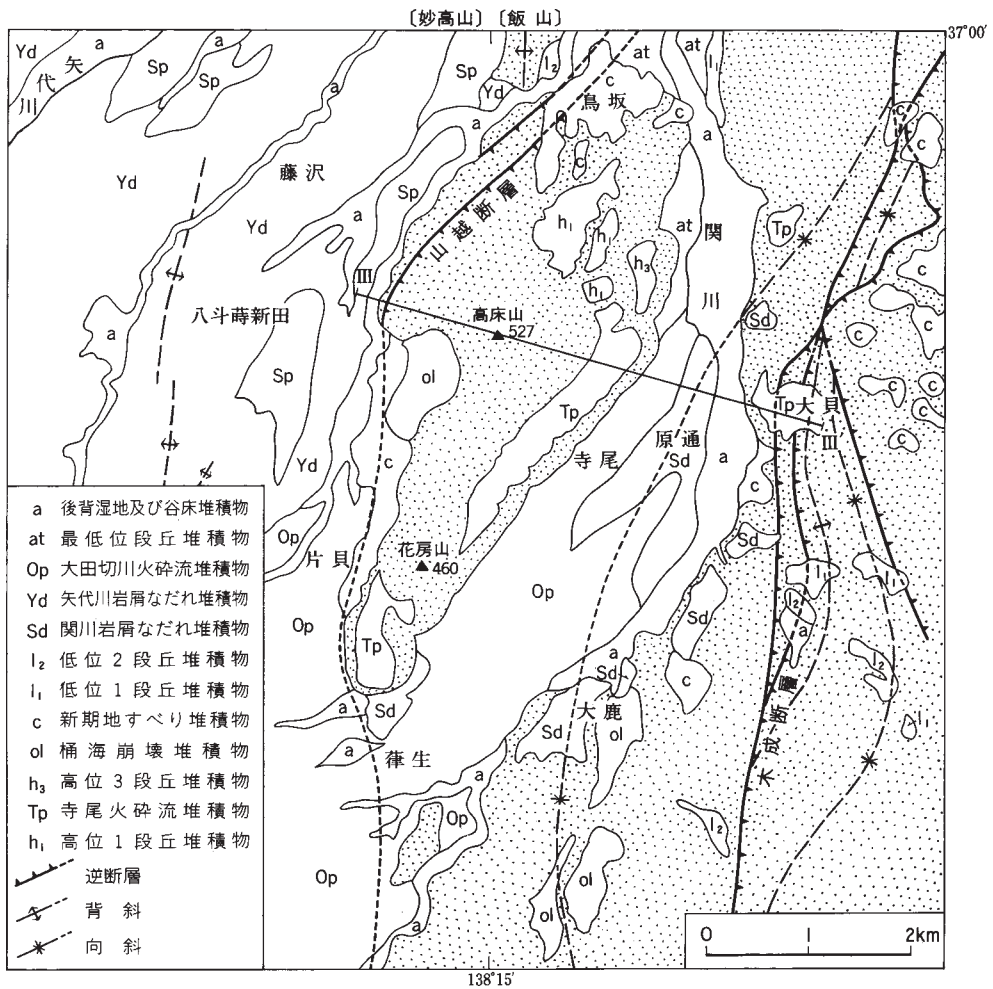 〔妙高山〕〔飯山〕
37°00′
Yd
a
a
Sp
Sp
矢
代
川
a
Sp
Yd
a
l₂
at
c
鳥坂
at
l₁
c
a
c
c
c
Yd
藤沢
Yd
a
Sp
山越断層
h₁
h₁
h₃
h₁
at
関
川
Tp
c
III
八斗蒔新田
a
Sp
高床山
527
Sd
c
c
c
c
c
ol
Tp
Tp大貝
III
原通
Sd
寺尾
a
Yd
c
c
Sd
Op
片貝
花房山
460
Op
Op
l₁
l₂
a
Sd
Tp
a
Sd
c
l₂
l₁
a
Sd
大鹿
Sd
ol
a
葎生
a
Op
Op
大成断層
l₂
ol
ol
a
a 後背湿地及び谷床堆積物
at 最低位段丘堆積物
Op 大田切川火砕流堆積物
Yd 矢代川岩屑なだれ堆積物
Sd 関川岩屑なだれ堆積物
l₂ 低位2段丘堆積物
l₁ 低位1段丘堆積物
c 新期地すべり堆積物
ol 桶海崩壊堆積物
h₃ 高位3段丘堆積物
Tp 寺尾火砕流堆積物
h₁ 高位1段丘堆積物
逆断層
背斜
向斜
0 1 2km
138°15′